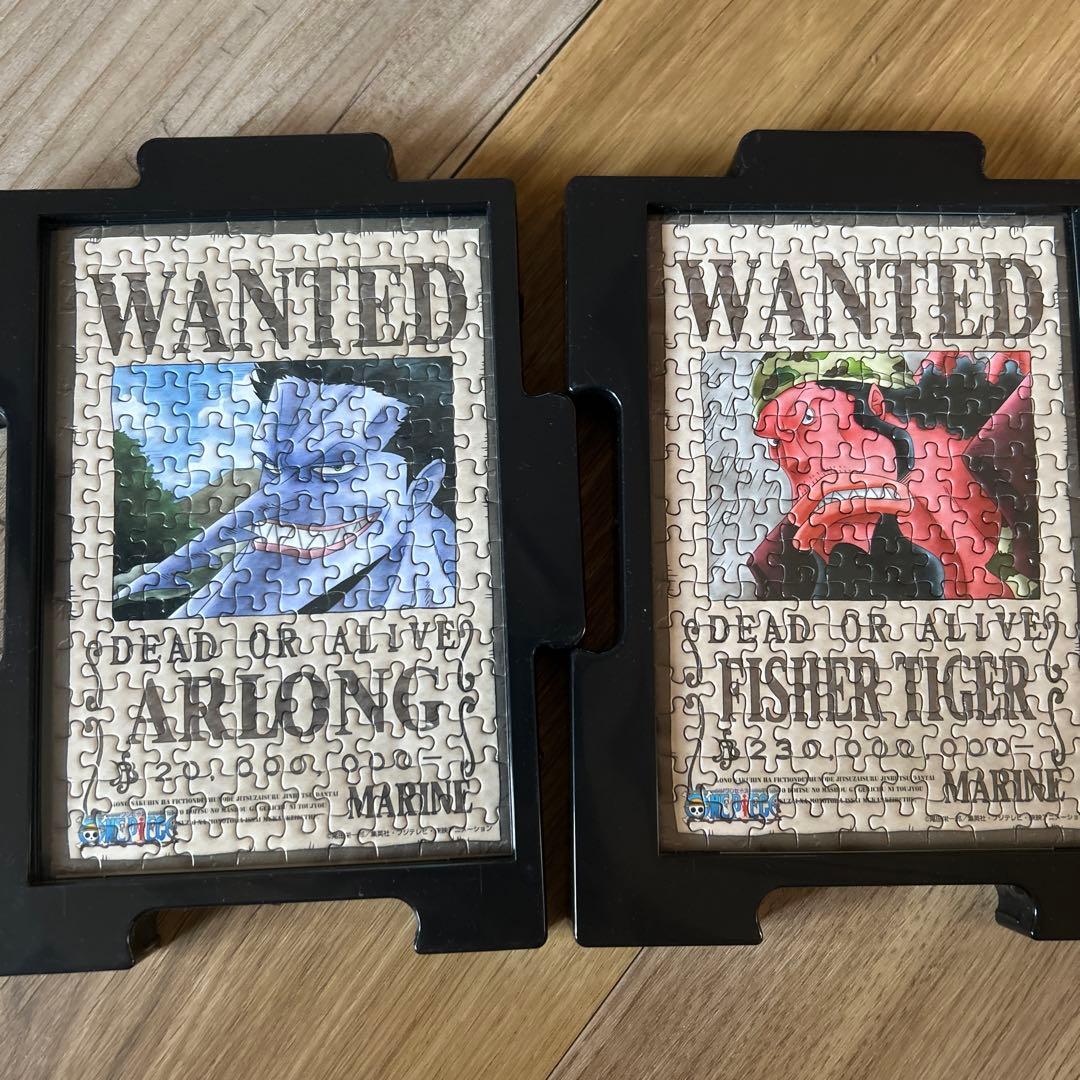 WANTED
DEAD OR ALIVE
ARLONG
20,000,000-
MARINE
ONE PIECE
WANTED
DEAD OR ALIVE
FISHER TIGER
230,000,000-
MARINE
ONE PIECE